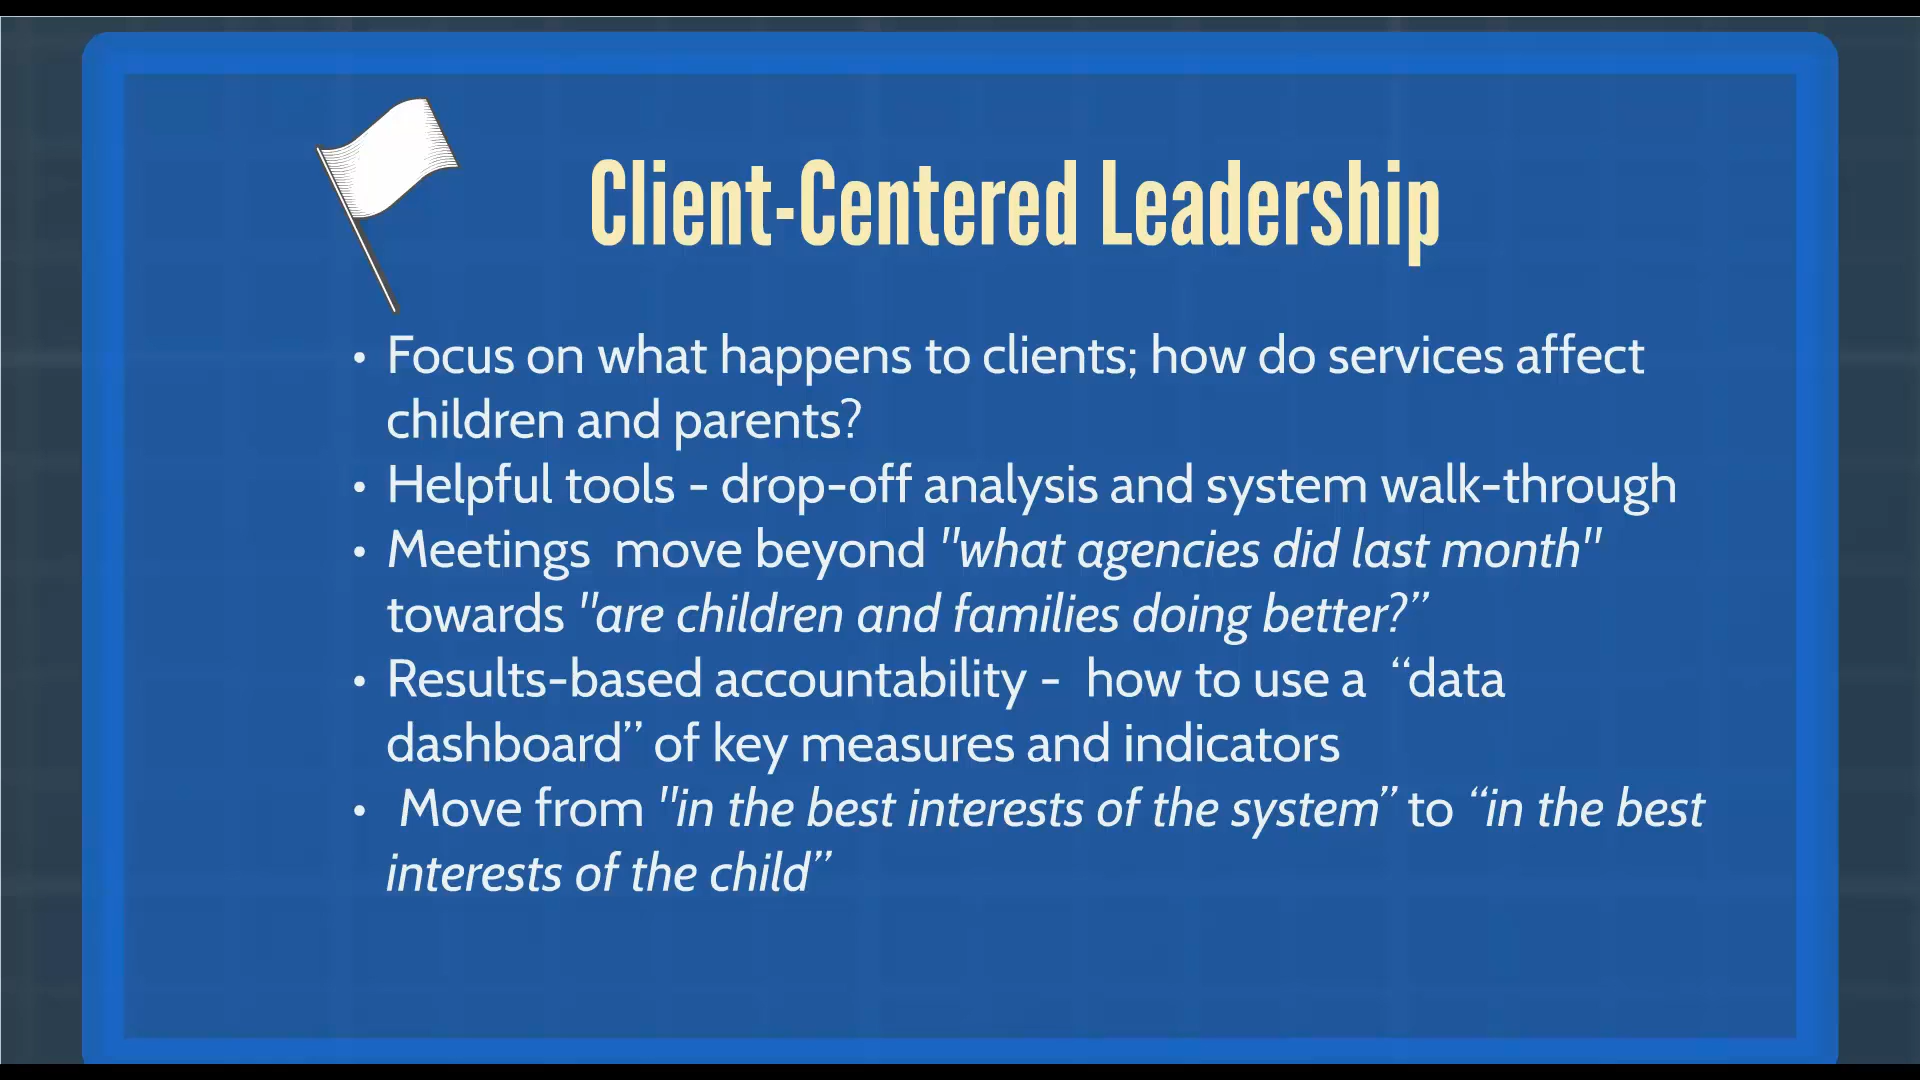 Client-Centered Leadership
• Focus on what happens to clients; how do services affect
children and parents?
• Helpful tools - drop-off analysis and system walk-through
• Meetings  move beyond "what agencies did last month"
towards "are children and families doing better?”
• Results-based accountability -  how to use a  “data
dashboard” of key measures and indicators
•  Move from "in the best interests of the system” to “in the best
interests of the child”